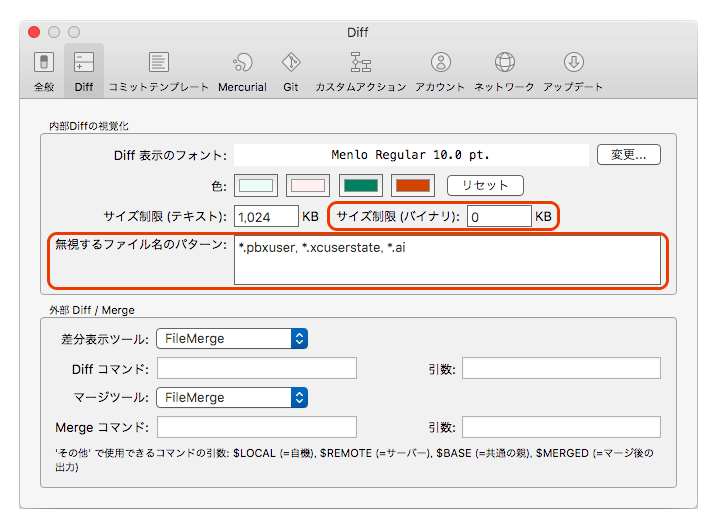 Diff
全般 Diff コミットテンプレート Mercurial Git カスタムアクション アカウント ネットワーク アップデート
内部Diffの視覚化
Diff 表示のフォント: Menlo Regular 10.0 pt. 変更...
色: リセット
サイズ制限 (テキスト): 1,024 KB サイズ制限 (バイナリ): 0 KB
無視するファイル名のパターン: *.pbxuser, *.xcuserstate, *.ai
外部 Diff / Merge
差分表示ツール: FileMerge
Diff コマンド: 引数:
マージツール: FileMerge
Merge コマンド: 引数:
'その他' で使用できるコマンドの引数: $LOCAL (=自機), $REMOTE (=サーバー), $BASE (=共通の親), $MERGED (=マージ後の
出力)